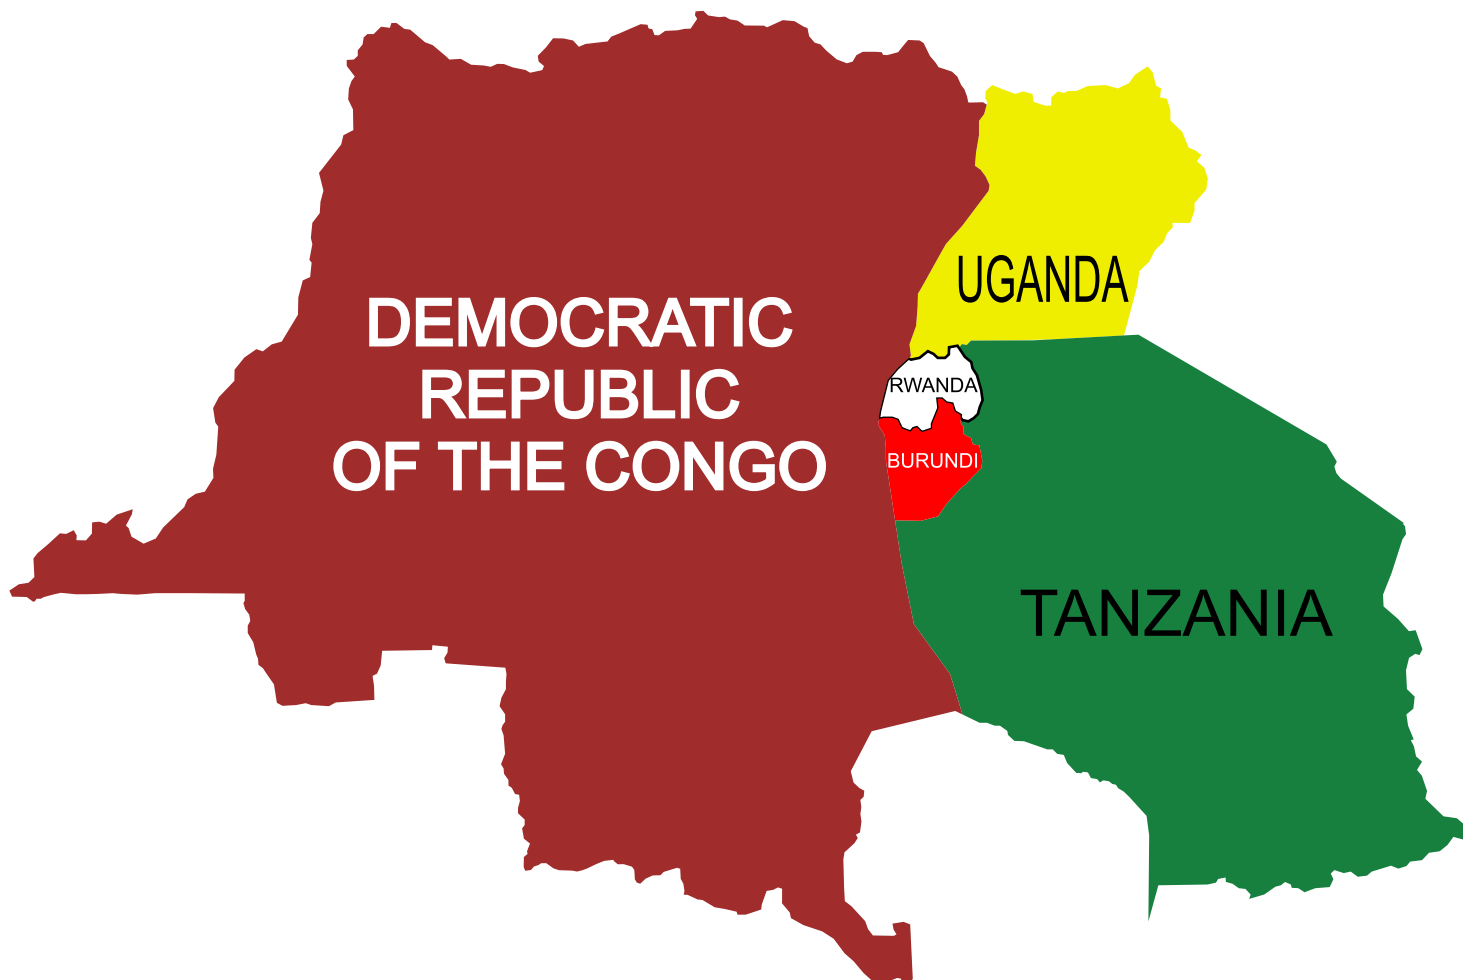 DEMOCRATIC
REPUBLIC
OF THE CONGO
UGANDA
RWANDA
BURUNDI
TANZANIA